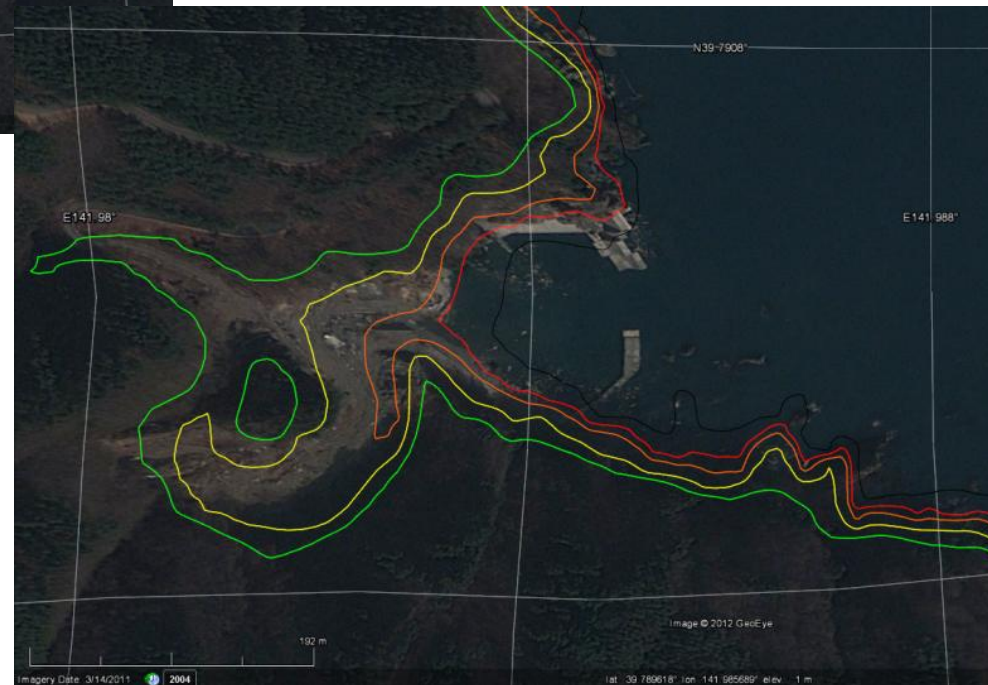 N39.7908°
E141.98°
E141.988°
Image © 2012 GeoEye
192 m
Imagery Date: 3/14/2011 2004 lat 39.789618° lon 141.985689° elev 1 m